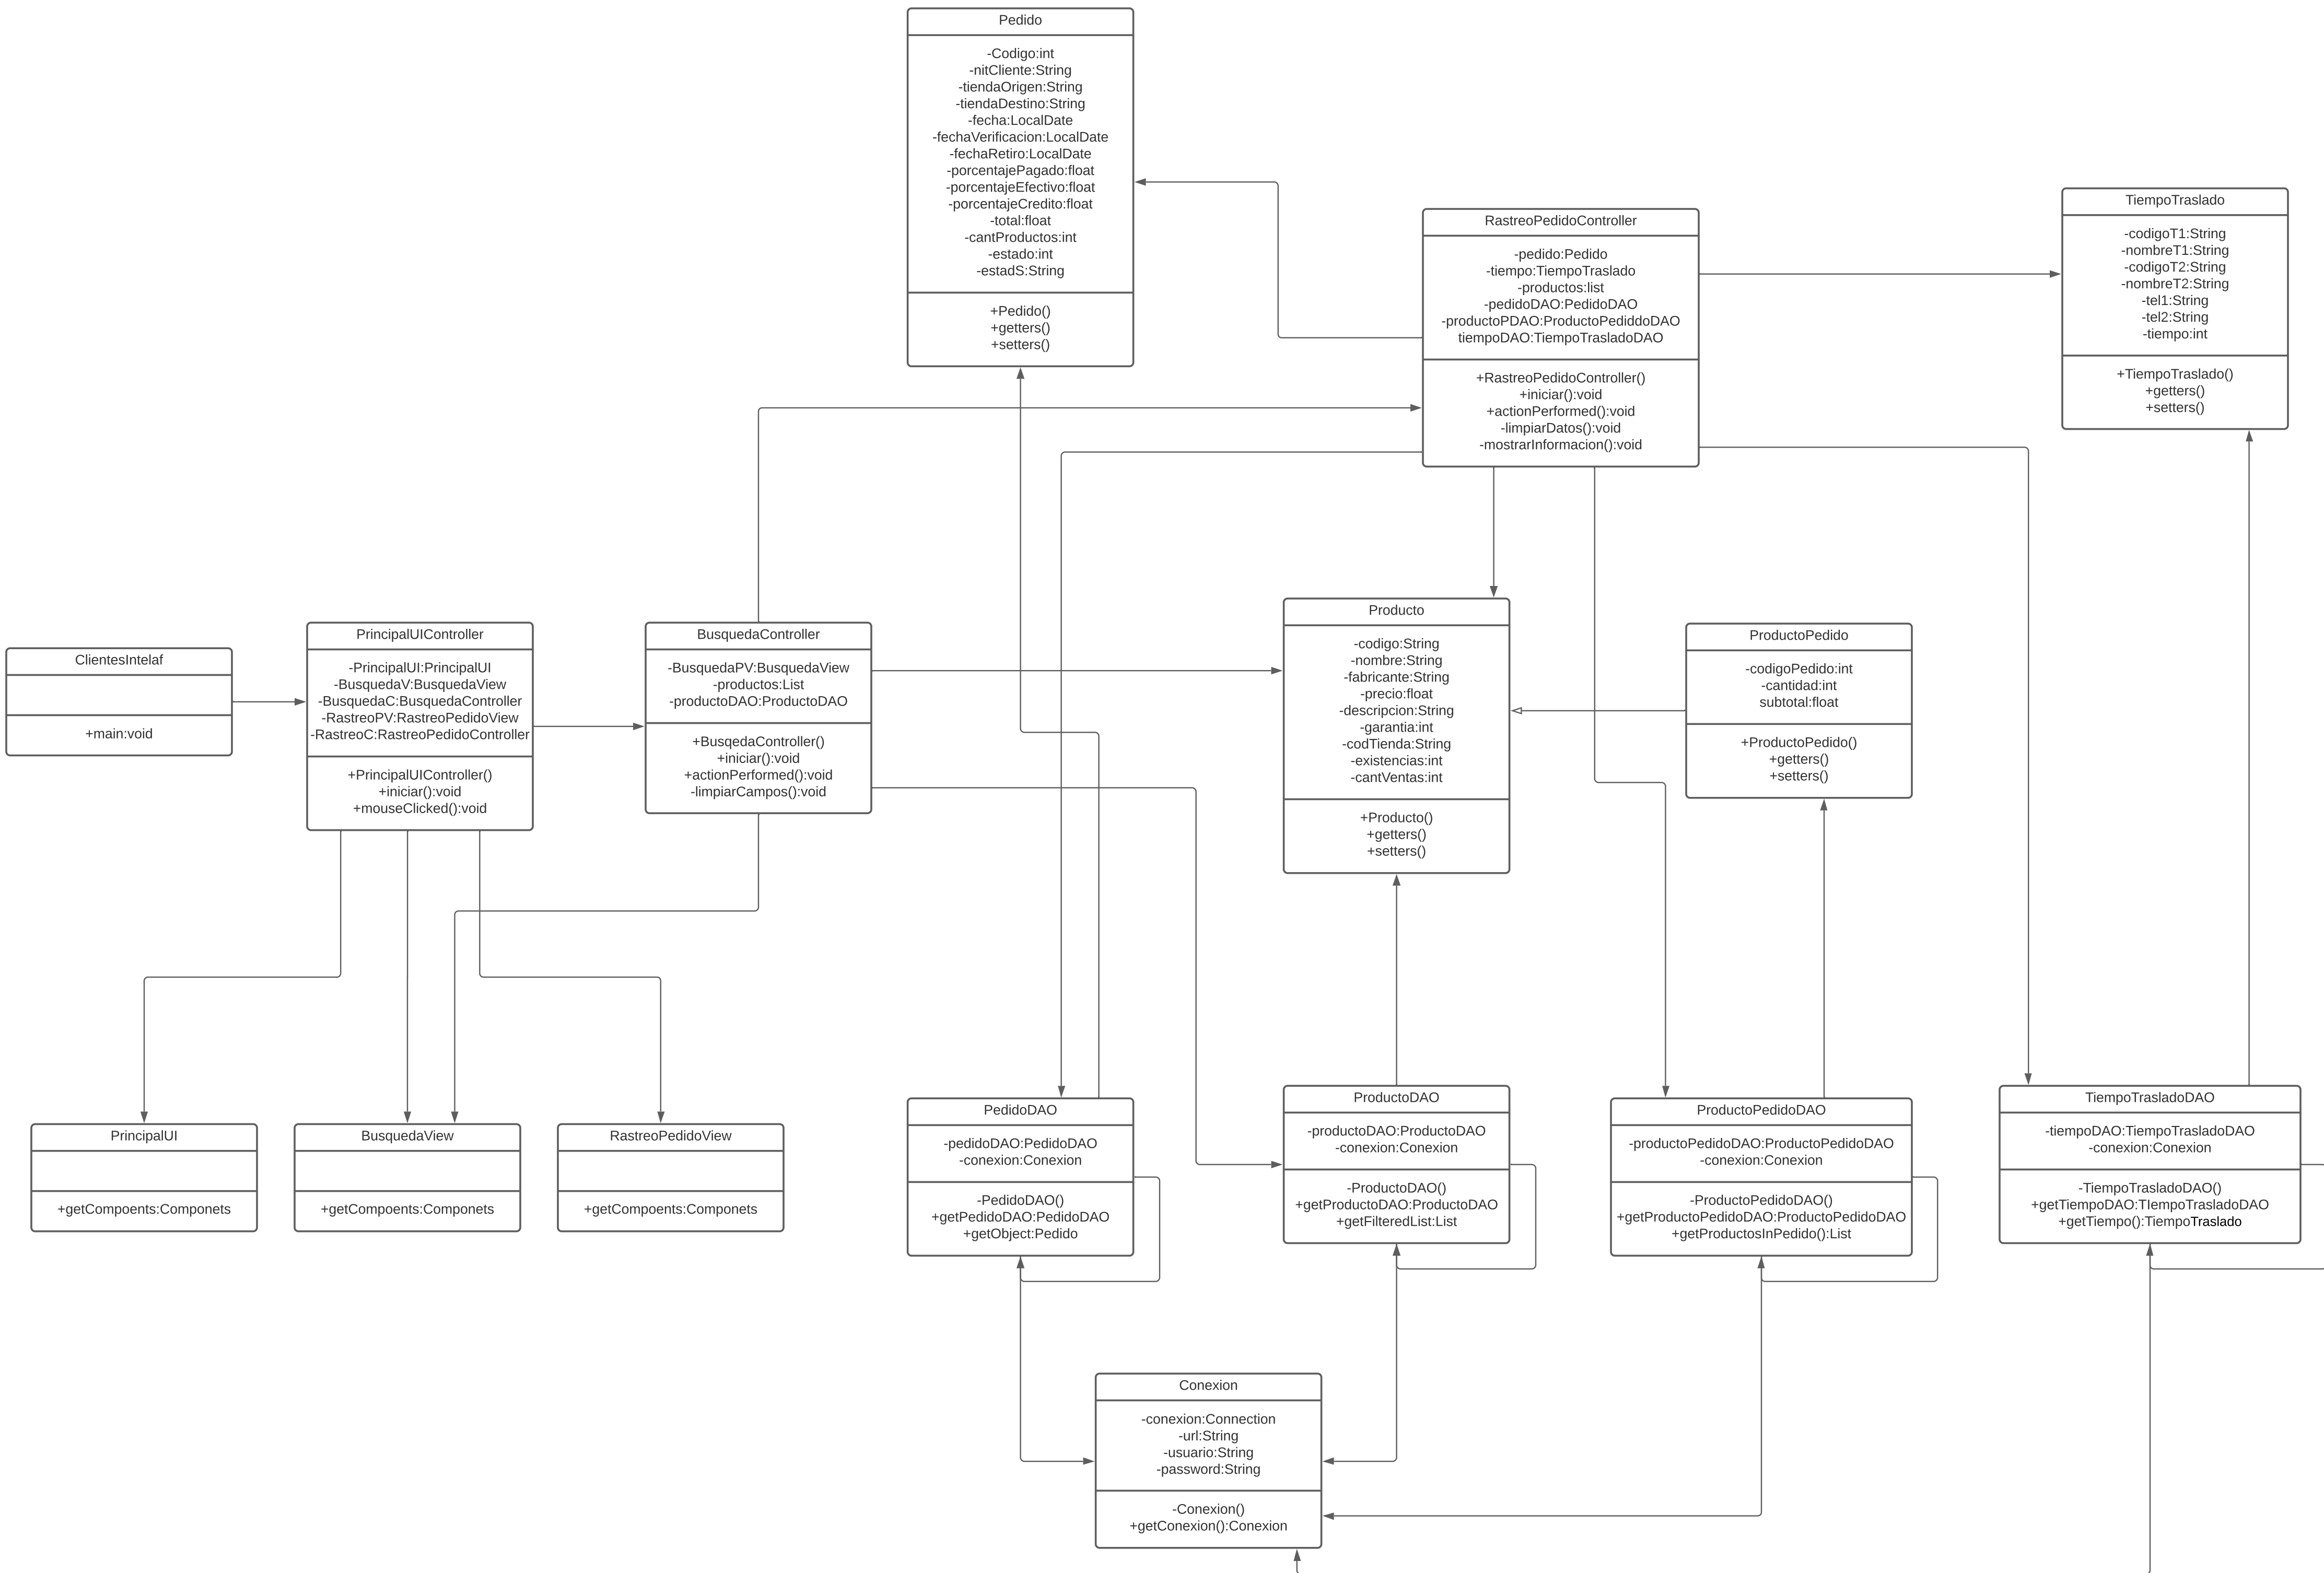 Pedido
-Codigo:int
-nitCliente:String
-tiendaOrigen:String
-tiendaDestino:String
-fecha:LocalDate
-fechaVerificacion:LocalDate
-fechaRetiro:LocalDate
-porcentajePagado:float
-porcentajeEfectivo:float
-porcentajeCredito:float
-total:float
-cantProductos:int
-estado:int
-estadS:String
+Pedido()
+getters()
+setters()
RastreoPedidoController
-pedido:Pedido
-tiempo:TiempoTraslado
-productos:list
-pedidoDAO:PedidoDAO
-productoPDAO:ProductoPediddoDAO
tiempoDAO:TiempoTrasladoDAO
+RastreoPedidoController()
+iniciar():void
+actionPerformed():void
-limpiarDatos():void
-mostrarInformacion():void
TiempoTraslado
-codigoT1:String
-nombreT1:String
-codigoT2:String
-nombreT2:String
-tel1:String
-tel2:String
-tiempo:int
+TiempoTraslado()
+getters()
+setters()
ClientesIntelaf
+main:void
PrincipalUIController
-PrincipalUI:PrincipalUI
-BusquedaV:BusquedaView
-BusquedaC:BusquedaController
-RastreoPV:RastreoPedidoView
-RastreoC:RastreoPedidoController
+PrincipalUIController()
+iniciar():void
+mouseClicked():void
BusquedaController
-BusquedaPV:BusquedaView
-productos:List
-productoDAO:ProductoDAO
+BusqedaController()
+iniciar():void
+actionPerformed():void
-limpiarCampos():void
Producto
-codigo:String
-nombre:String
-fabricante:String
-precio:float
-descripcion:String
-garantia:int
-codTienda:String
-existencias:int
-cantVentas:int
+Producto()
+getters()
+setters()
ProductoPedido
-codigoPedido:int
-cantidad:int
subtotal:float
+ProductoPedido()
+getters()
+setters()
PrincipalUI
+getCompoents:Componets
BusquedaView
+getCompoents:Componets
RastreoPedidoView
+getCompoents:Componets
PedidoDAO
-pedidoDAO:PedidoDAO
-conexion:Conexion
-PedidoDAO()
+getPedidoDAO:PedidoDAO
+getObject:Pedido
ProductoDAO
-productoDAO:ProductoDAO
-conexion:Conexion
-ProductoDAO()
+getProductoDAO:ProductoDAO
+getFilteredList:List
ProductoPedidoDAO
-productoPedidoDAO:ProductoPedidoDAO
-conexion:Conexion
-ProductoPedidoDAO()
+getProductoPedidoDAO:ProductoPedidoDAO
+getProductosInPedido():List
TiempoTrasladoDAO
-tiempoDAO:TiempoTrasladoDAO
-conexion:Conexion
-TiempoTrasladoDAO()
+getTiempoDAO:TIempoTrasladoDAO
+getTiempo():TiempoTraslado
Conexion
-conexion:Connection
-url:String
-usuario:String
-password:String
-Conexion()
+getConexion():Conexion